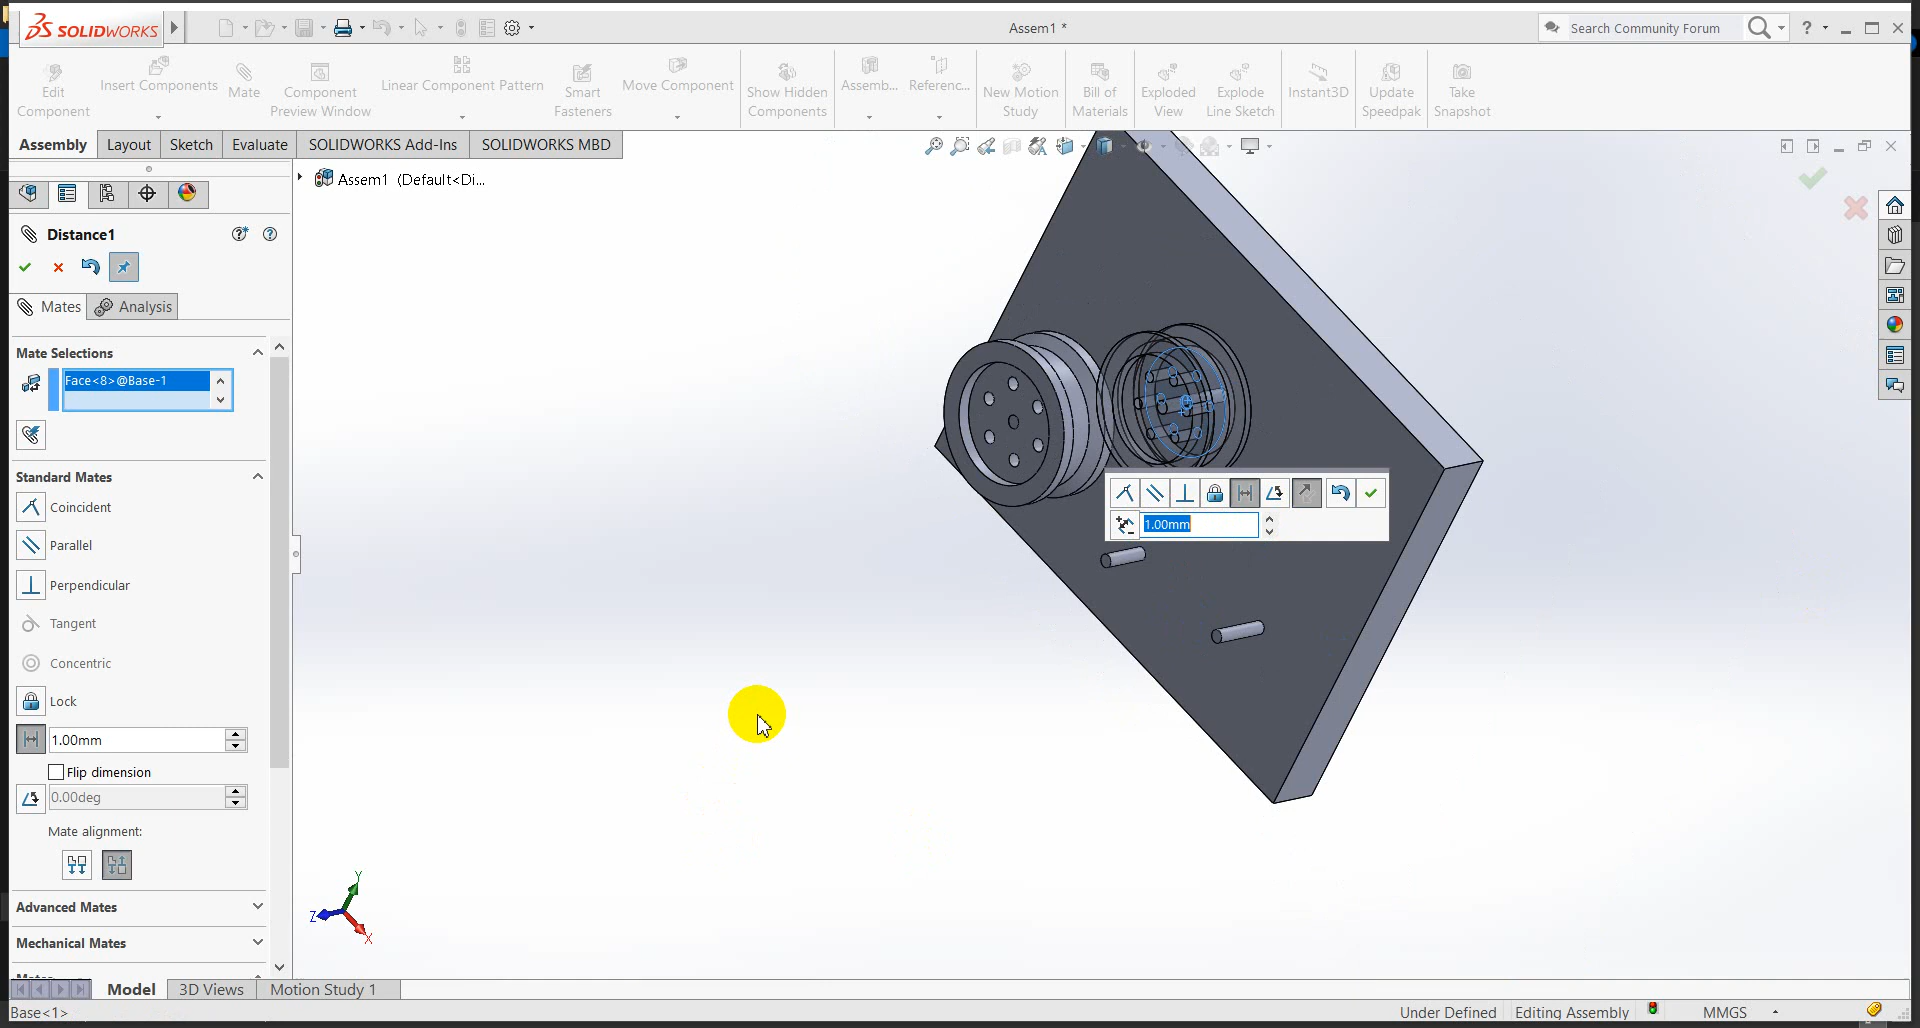 SOLIDWORKS
Assem1 *
Search Community Forum
?
Edit Component
Insert Components
Mate
Component Preview Window
Linear Component Pattern
Smart Fasteners
Move Component
Show Hidden Components
Assemb...
Referenc...
New Motion Study
Bill of Materials
Exploded View
Explode Line Sketch
Instant3D
Update Speedpak
Take Snapshot
Assembly
Layout
Sketch
Evaluate
SOLIDWORKS Add-Ins
SOLIDWORKS MBD
Assem1 (Default<Di...
Distance1
Mates
Analysis
Mate Selections
Face<8>@Base-1
Standard Mates
Coincident
Parallel
Perpendicular
Tangent
Concentric
Lock
1.00mm
Flip dimension
0.00deg
Mate alignment:
Advanced Mates
Mechanical Mates
1.00mm
Y
Z
X
Model
3D Views
Motion Study 1
Base<1>
Under Defined
Editing Assembly
MMGS